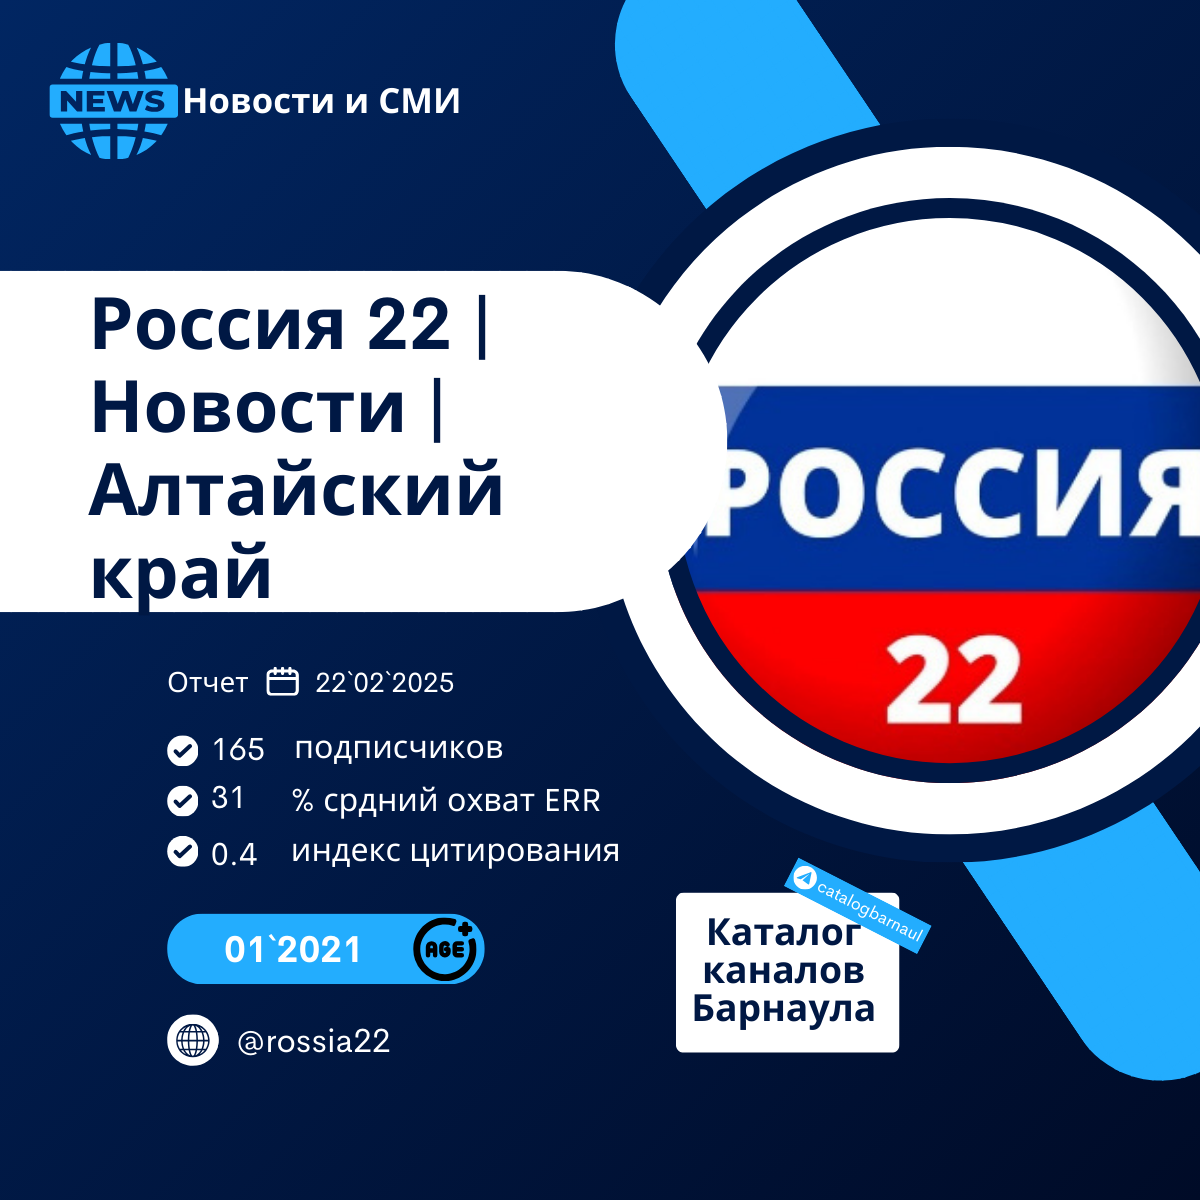 NEWS
Новости и СМИ
Россия 22 |
Новости |
Алтайский
край
РОССИЯ
22
Отчет 22`02`2025
165 подписчиков
31 % срдний охват ERR
0.4 индекс цитирования
01`2021
AGE+
@rossia22
catalogbarnaul
Каталог
каналов
Барнаула